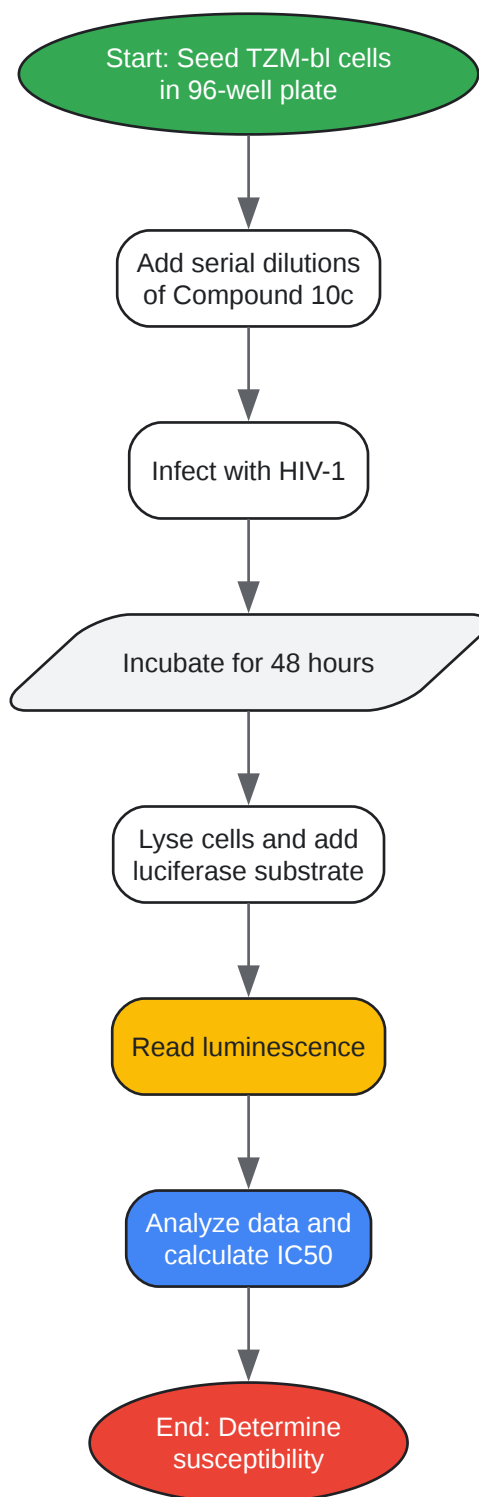 Start: Seed TZM-bl cells
in 96-well plate
Add serial dilutions
of Compound 10c
Infect with HIV-1
Incubate for 48 hours
Lyse cells and add
luciferase substrate
Read luminescence
Analyze data and
calculate IC50
End: Determine
susceptibility